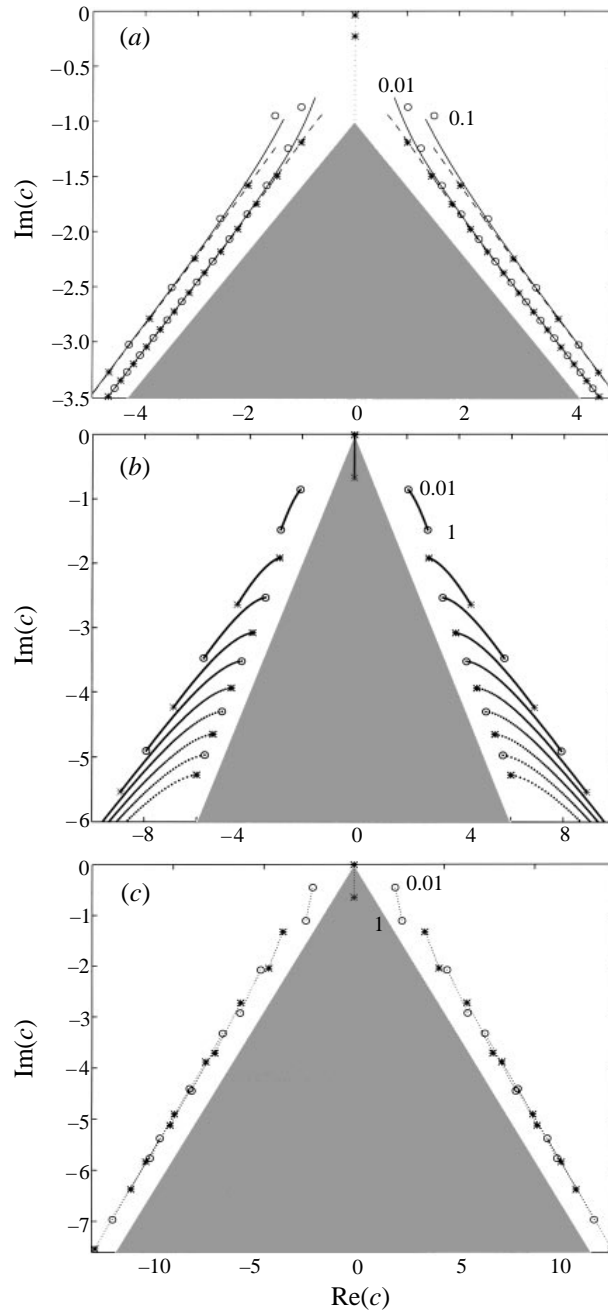 0
(a)
–0.5
0.01
0.1
–1.0
–1.5
Im(c)
–2.0
–2.5
–3.0
–3.5
–4 –2 0 2 4
0
(b)
0.01
–1
1
–2
Im(c)
–3
–4
–5
–6
–8 –4 0 4 8
0
(c)
0.01
–1
1
–2
–3
Im(c)
–4
–5
–6
–7
–10 –5 0 5 10
Re(c)